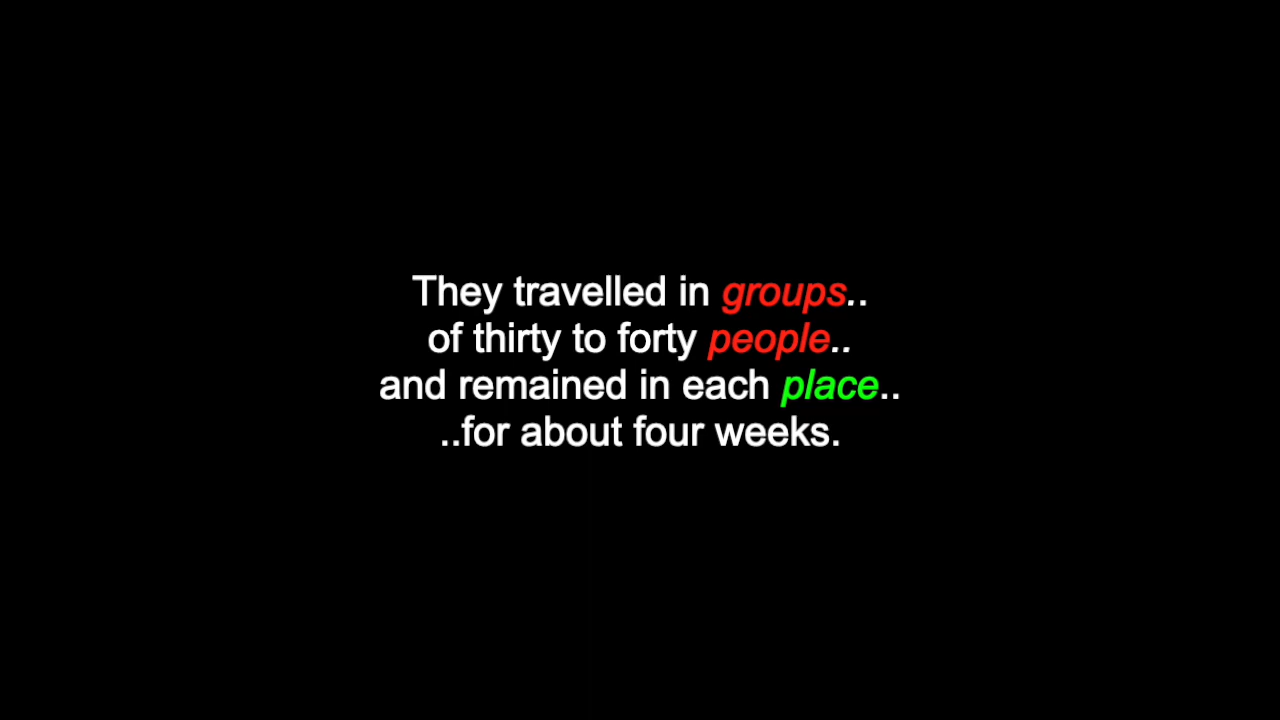 They travelled in groups..
of thirty to forty people..
and remained in each place..
..for about four weeks.